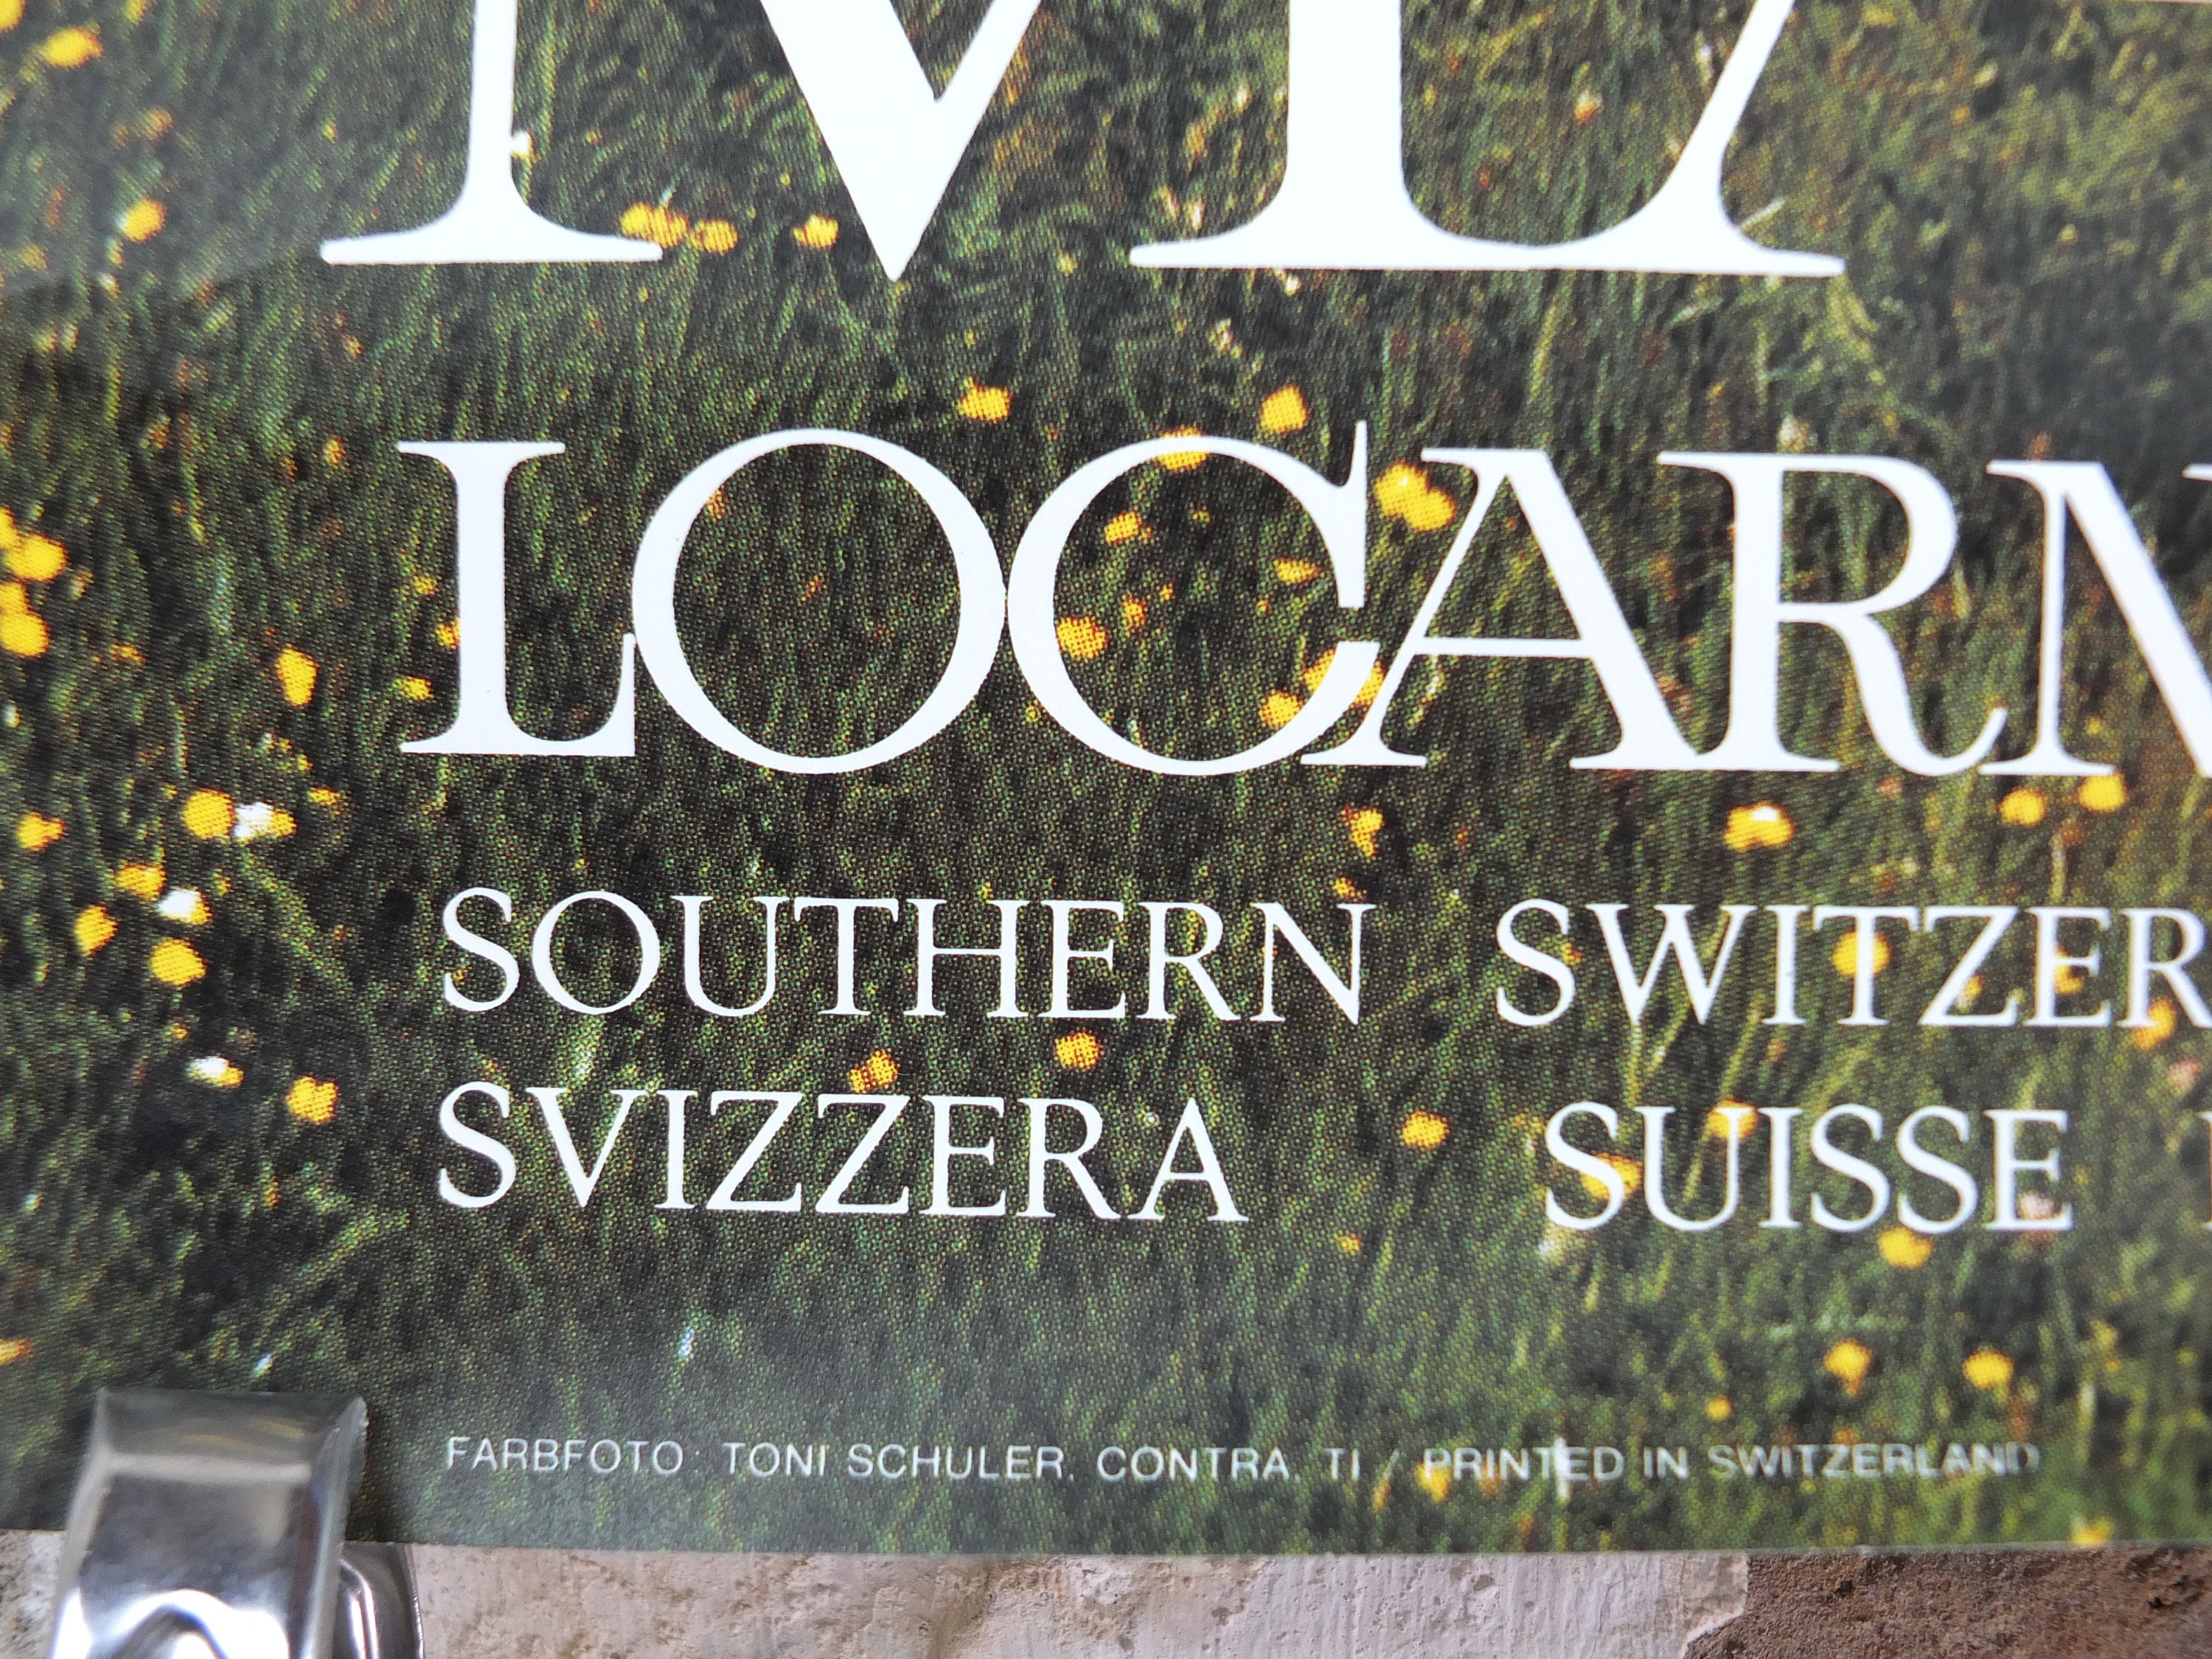 LOCARN
SOUTHERN SWITZER
SVIZZERA SUISSE
FARBFOTO: TONI SCHULER, CONTRA, TI / PRINTED IN SWITZERLAND